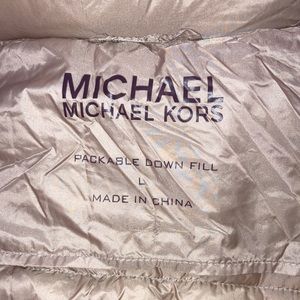 MICHAEL
MICHAEL KORS
PACKABLE DOWN FILL
L
MADE IN CHINA